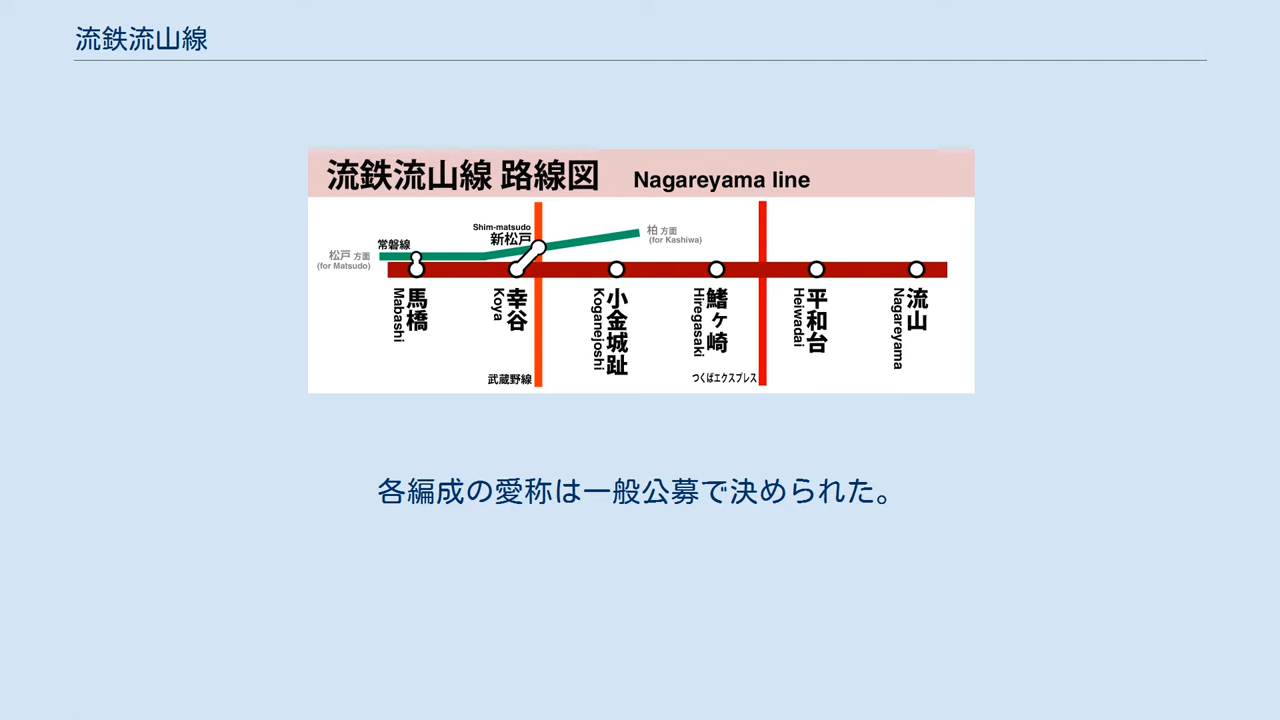 流鉄流山線
流鉄流山線 路線図 Nagareyama line
Shim-matsudo
新松戸
常磐線
松戸 方面
(for Matsudo)
柏 方面
(for Kashiwa)
馬橋
Mabashi
幸谷
Koya
小金城趾
Koganejoshi
鰭ヶ崎
Hiregasaki
平和台
Heiwadai
流山
Nagareyama
武蔵野線
つくばエクスプレス
各編成の愛称は一般公募で決められた。